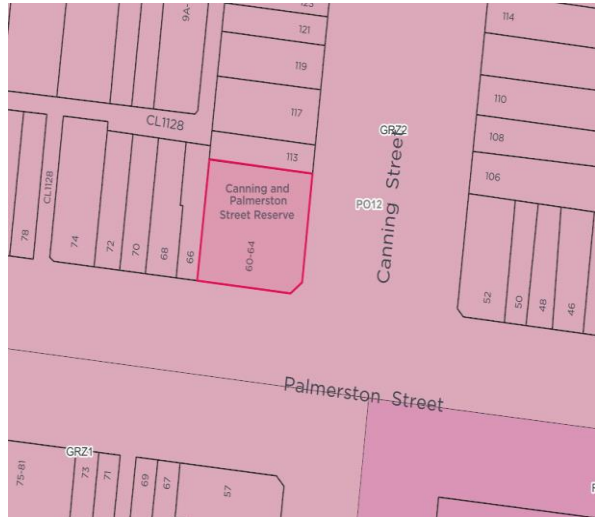 121
119
117
113
9A-
CL1128
CL1128
Canning and
Palmerston
Street Reserve
60-64
78
74
72
70
68
66
GRZ2
PO12
Canning Street
114
110
108
106
52
50
48
46
Palmerston Street
GRZ1
75-81
73
71
69
67
57